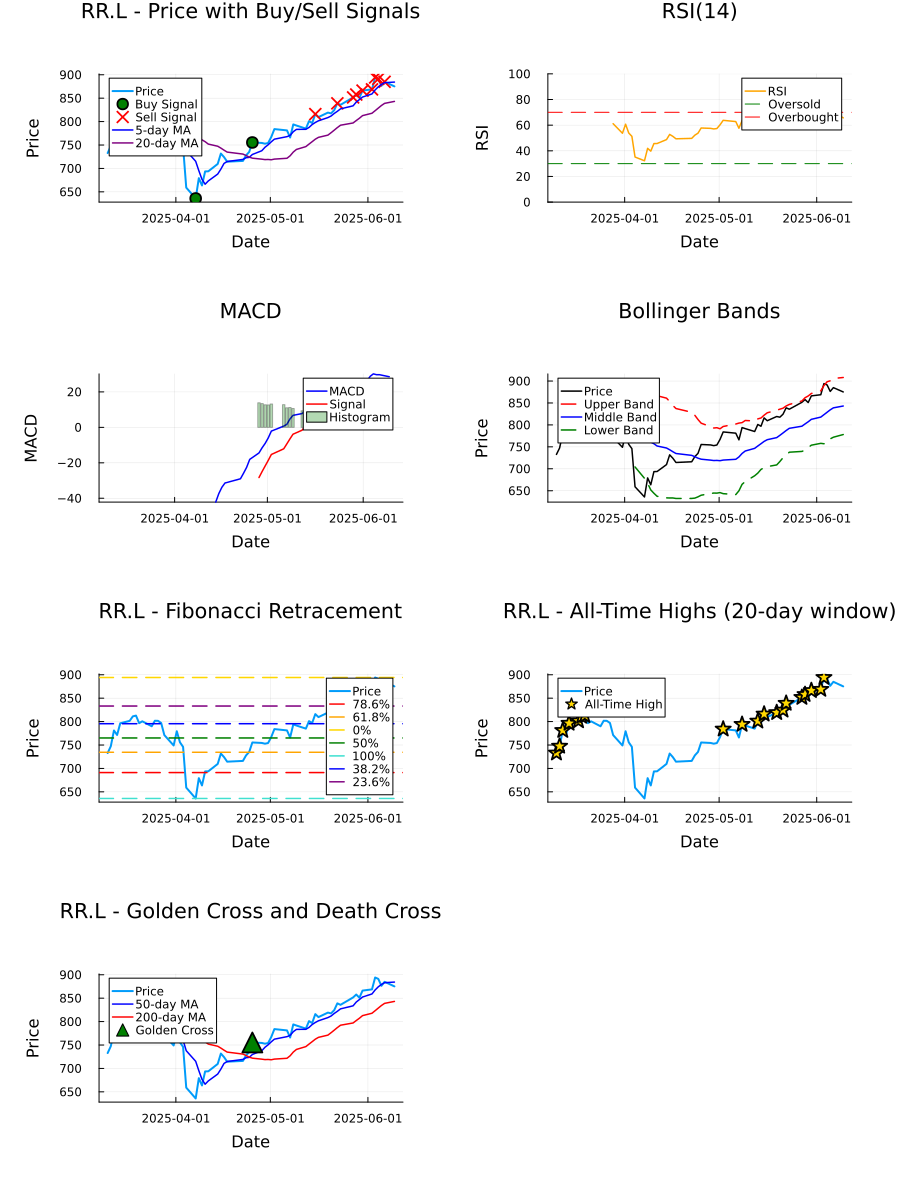 RR.L - Price with Buy/Sell Signals
900
850
800
750
700
650
Price
Price
Buy Signal
Sell Signal
5-day MA
20-day MA
2025-04-01
2025-05-01
2025-06-01
Date
RSI(14)
100
80
60
40
20
0
RSI
RSI
Oversold
Overbought
2025-04-01
2025-05-01
2025-06-01
Date
MACD
20
0
−20
−40
MACD
MACD
Signal
Histogram
2025-04-01
2025-05-01
2025-06-01
Date
Bollinger Bands
900
850
800
750
700
650
Price
Price
Upper Band
Middle Band
Lower Band
2025-04-01
2025-05-01
2025-06-01
Date
RR.L - Fibonacci Retracement
900
850
800
750
700
650
Price
Price
78.6%
61.8%
0%
50%
100%
38.2%
23.6%
2025-04-01
2025-05-01
2025-06-01
Date
RR.L - All-Time Highs (20-day window)
900
850
800
750
700
650
Price
Price
All-Time High
2025-04-01
2025-05-01
2025-06-01
Date
RR.L - Golden Cross and Death Cross
900
850
800
750
700
650
Price
Price
50-day MA
200-day MA
Golden Cross
2025-04-01
2025-05-01
2025-06-01
Date